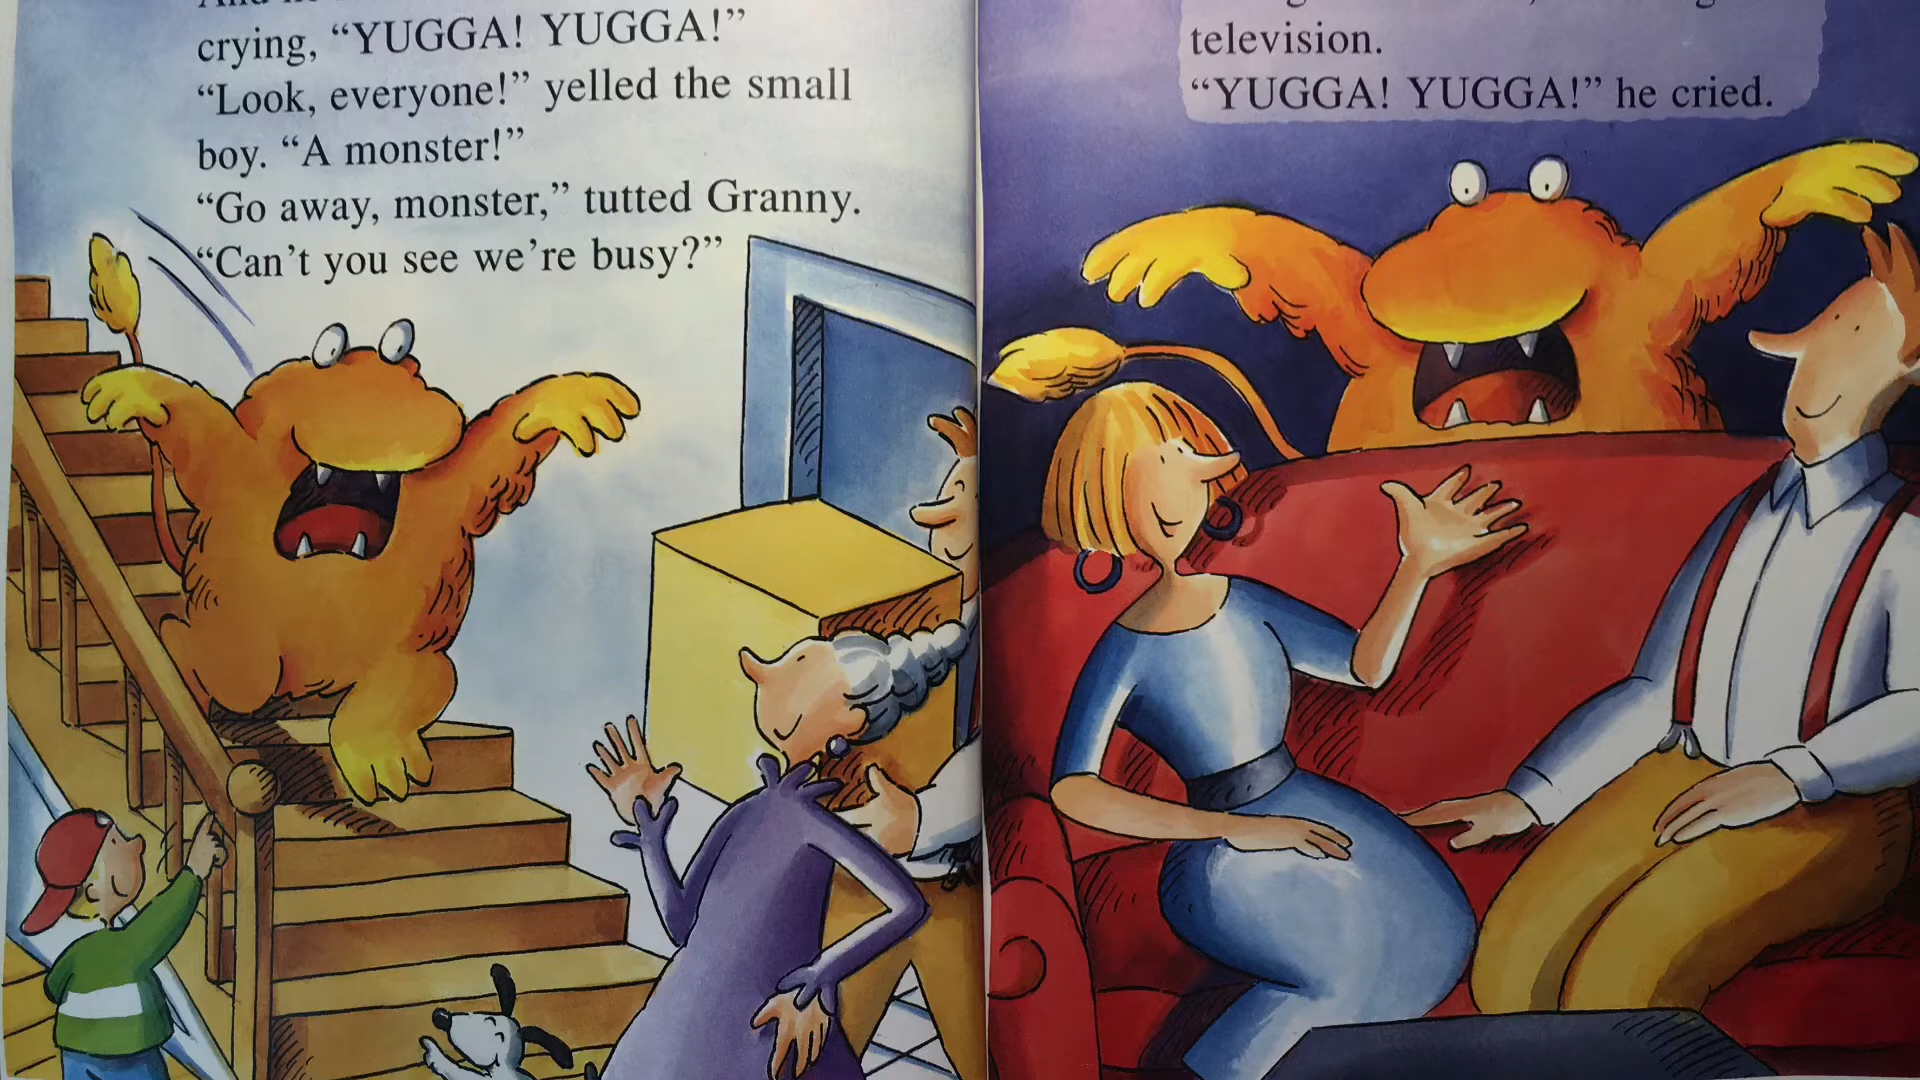 crying, “YUGGA! YUGGA!”
“Look, everyone!” yelled the small
boy. “A monster!”
“Go away, monster,” tutted Granny.
“Can’t you see we’re busy?”
television.
“YUGGA! YUGGA!” he cried.